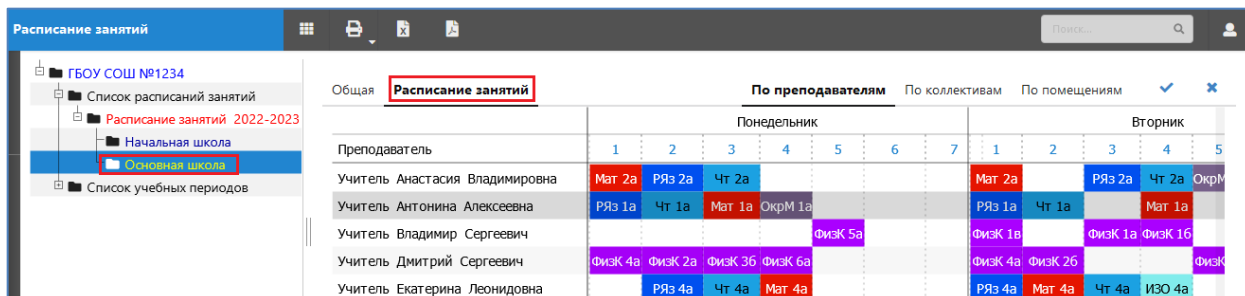 Расписание занятий
Поиск...
ГБОУ СОШ №1234
Список расписаний занятий
Расписание занятий 2022-2023
Начальная школа
Основная школа
Список учебных периодов
Общая Расписание занятий По преподавателям По коллективам По помещениям
Понедельник Вторник
Преподаватель 1 2 3 4 5 6 7 1 2 3 4 5
Учитель Анастасия Владимировна Мат 2а РЯз 2а Чт 2а Мат 2а РЯз 2а Чт 2а ОкрМ
Учитель Антонина Алексеевна РЯз 1а Чт 1а Мат 1а ОкрМ 1а РЯз 1а Чт 1а Мат 1а
Учитель Владимир Сергеевич ФизК 5а ФизК 1в ФизК 1а ФизК 1б
Учитель Дмитрий Сергеевич ФизК 4а ФизК 2а ФизК 3б ФизК 6а ФизК 4а ФизК 2б ФизК
Учитель Екатерина Леонидовна РЯз 4а Чт 4а Мат 4а РЯз 4а Мат 4а Чт 4а ИЗО 4а